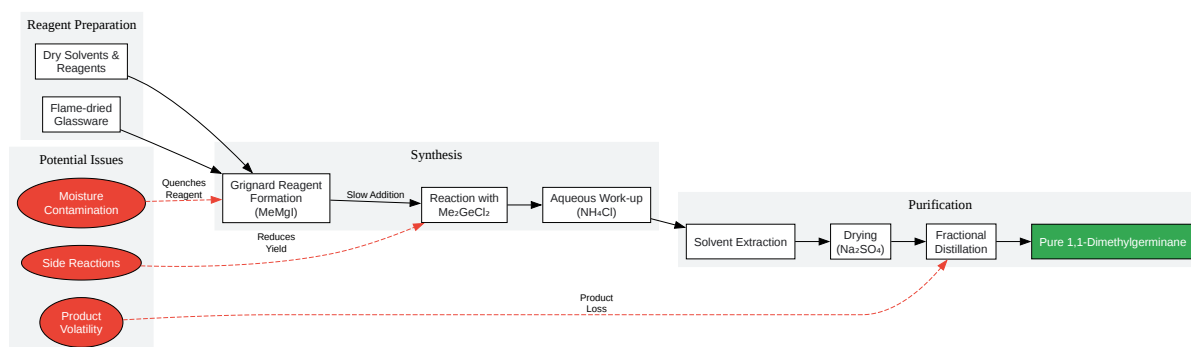 Reagent Preparation
Dry Solvents &
Reagents
Flame-dried
Glassware
Potential Issues
Moisture
Contamination
Side Reactions
Product
Volatility
Quenches
Reagent
Reduces
Yield
Product
Loss
Synthesis
Grignard Reagent
Formation
(MeMgI)
Slow Addition
Reaction with
Me₂GeCl₂
Aqueous Work-up
(NH₄Cl)
Purification
Solvent Extraction
Drying
(Na₂SO₄)
Fractional
Distillation
Pure 1,1-Dimethylgerminane